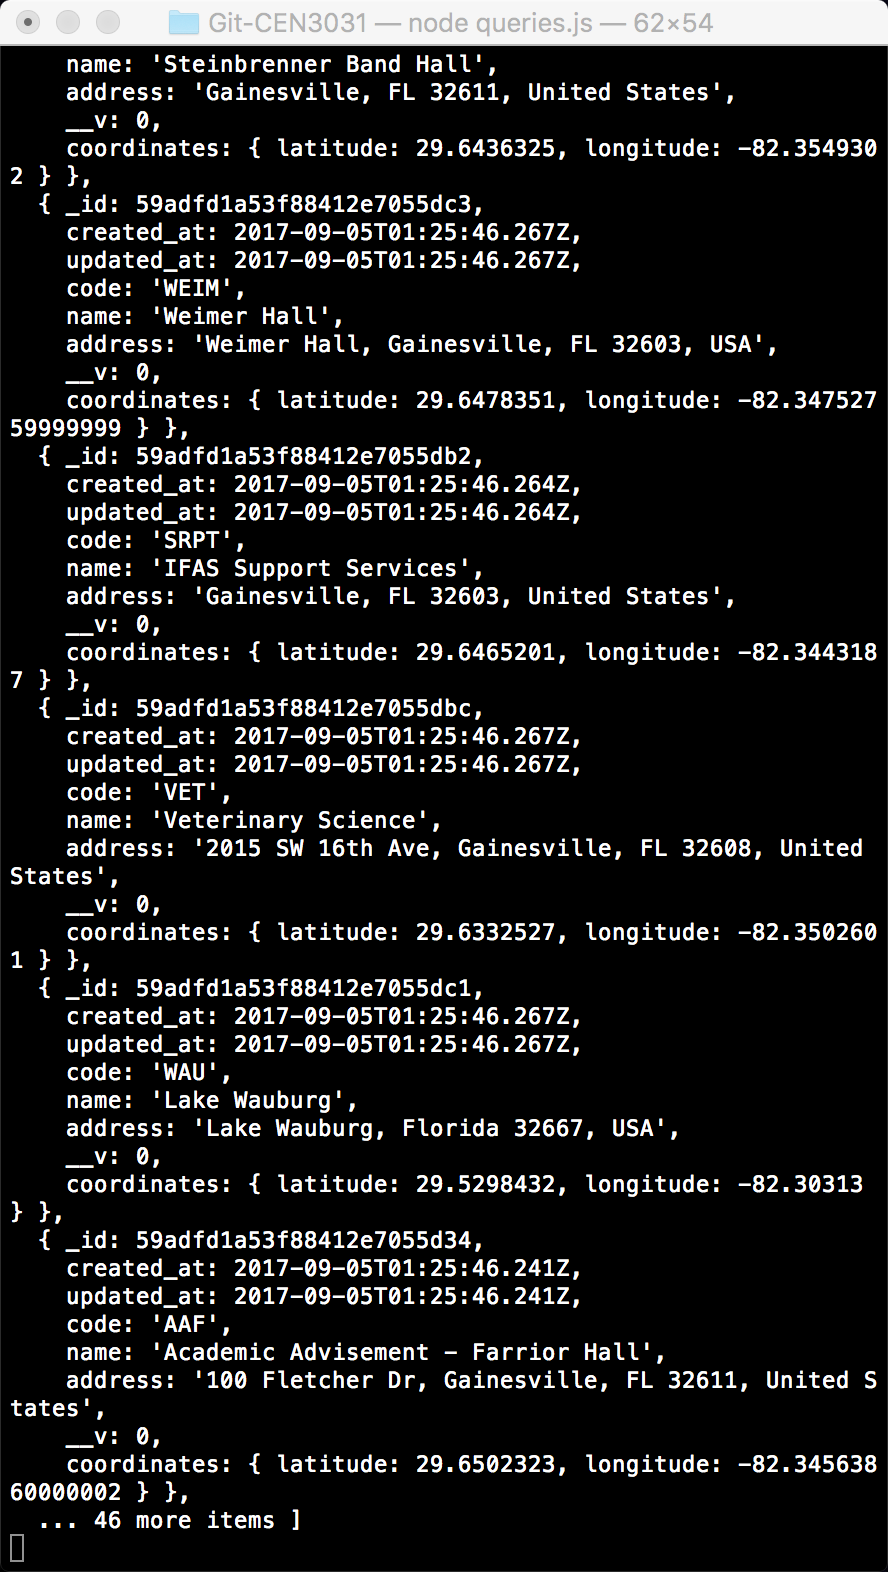 Git-CEN3031 — node queries.js — 62×54
name: 'Steinbrenner Band Hall',
address: 'Gainesville, FL 32611, United States',
__v: 0,
coordinates: { latitude: 29.6436325, longitude: -82.354930
2 } },
{ _id: 59adfd1a53f88412e7055dc3,
created_at: 2017-09-05T01:25:46.267Z,
updated_at: 2017-09-05T01:25:46.267Z,
code: 'WEIM',
name: 'Weimer Hall',
address: 'Weimer Hall, Gainesville, FL 32603, USA',
__v: 0,
coordinates: { latitude: 29.6478351, longitude: -82.347527
59999999 } },
{ _id: 59adfd1a53f88412e7055db2,
created_at: 2017-09-05T01:25:46.264Z,
updated_at: 2017-09-05T01:25:46.264Z,
code: 'SRPT',
name: 'IFAS Support Services',
address: 'Gainesville, FL 32603, United States',
__v: 0,
coordinates: { latitude: 29.6465201, longitude: -82.344318
7 } },
{ _id: 59adfd1a53f88412e7055dbc,
created_at: 2017-09-05T01:25:46.267Z,
updated_at: 2017-09-05T01:25:46.267Z,
code: 'VET',
name: 'Veterinary Science',
address: '2015 SW 16th Ave, Gainesville, FL 32608, United
States',
__v: 0,
coordinates: { latitude: 29.6332527, longitude: -82.350260
1 } },
{ _id: 59adfd1a53f88412e7055dc1,
created_at: 2017-09-05T01:25:46.267Z,
updated_at: 2017-09-05T01:25:46.267Z,
code: 'WAU',
name: 'Lake Wauburg',
address: 'Lake Wauburg, Florida 32667, USA',
__v: 0,
coordinates: { latitude: 29.5298432, longitude: -82.30313
} },
{ _id: 59adfd1a53f88412e7055d34,
created_at: 2017-09-05T01:25:46.241Z,
updated_at: 2017-09-05T01:25:46.241Z,
code: 'AAF',
name: 'Academic Advisement - Farrior Hall',
address: '100 Fletcher Dr, Gainesville, FL 32611, United S
tates',
__v: 0,
coordinates: { latitude: 29.6502323, longitude: -82.345638
60000002 } },
... 46 more items ]